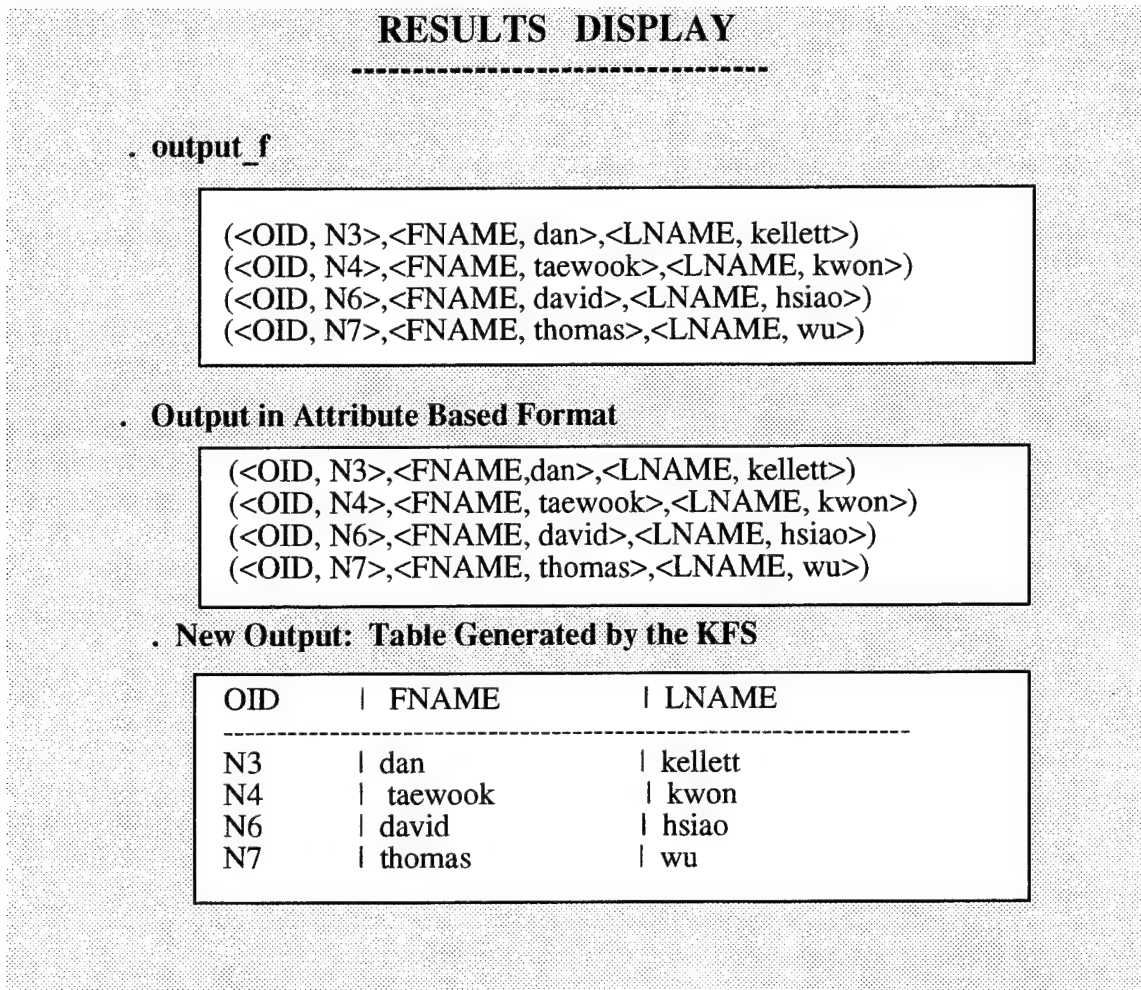 RESULTS DISPLAY
----------------------------------
. output_f
(<OID, N3>,<FNAME, dan>,<LNAME, kellett>)
(<OID, N4>,<FNAME, taewook>,<LNAME, kwon>)
(<OID, N6>,<FNAME, david>,<LNAME, hsiao>)
(<OID, N7>,<FNAME, thomas>,<LNAME, wu>)
. Output in Attribute Based Format
(<OID, N3>,<FNAME,dan>,<LNAME, kellett>)
(<OID, N4>,<FNAME, taewook>,<LNAME, kwon>)
(<OID, N6>,<FNAME, david>,<LNAME, hsiao>)
(<OID, N7>,<FNAME, thomas>,<LNAME, wu>)
. New Output: Table Generated by the KFS
OID | FNAME | LNAME
--------------------------------------------------------------
N3 | dan | kellett
N4 | taewook | kwon
N6 | david | hsiao
N7 | thomas | wu